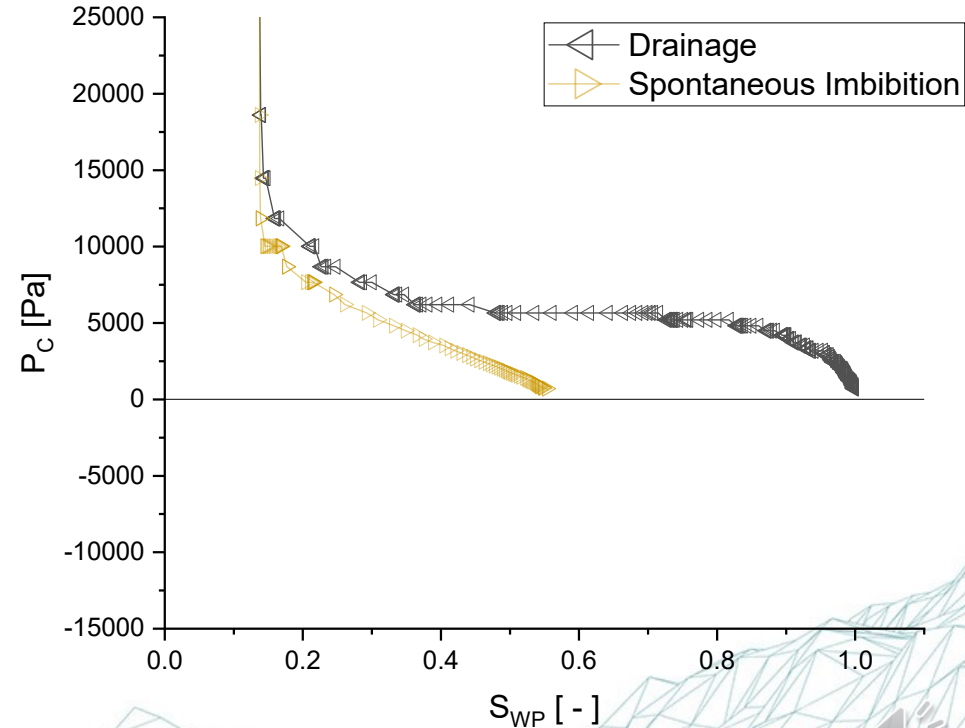 25000
Drainage
Spontaneous Imbibition
20000
15000
10000
5000
0
-5000
-10000
-15000
P_C [Pa]
0.0 0.2 0.4 0.6 0.8 1.0
S_WP [ - ]